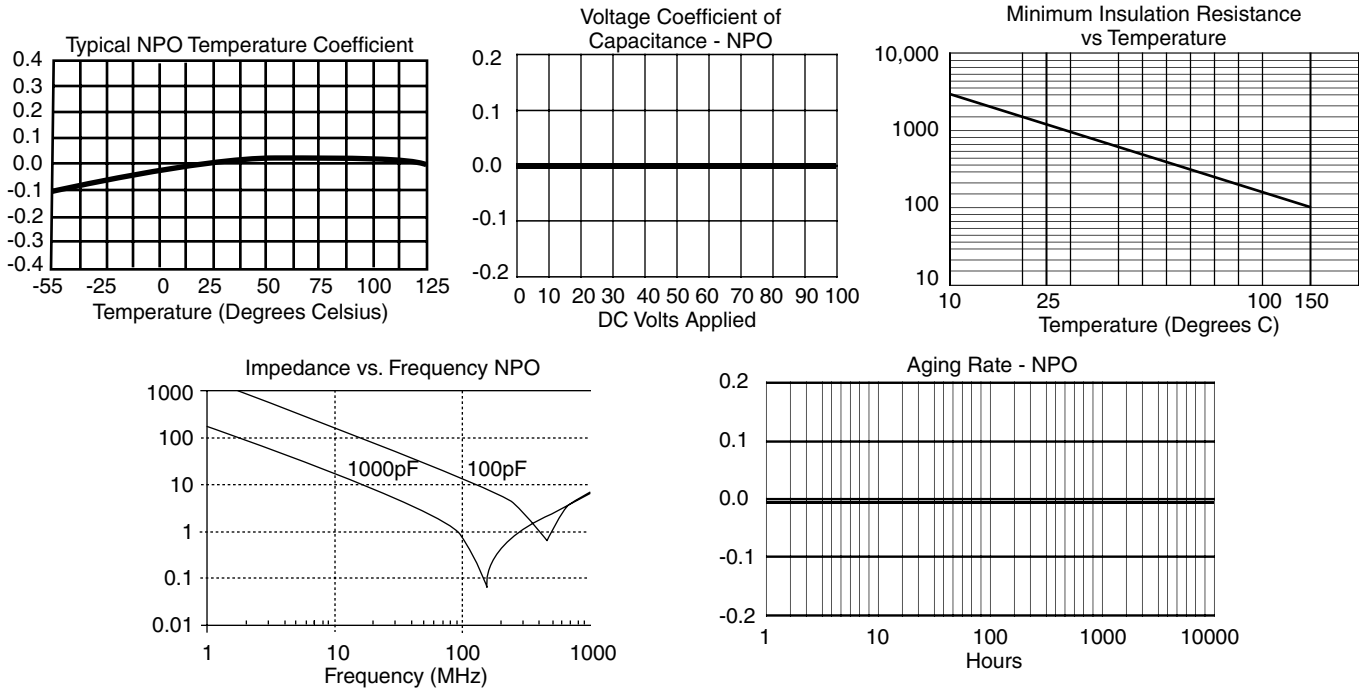 Typical NPO Temperature Coefficient
0.4
0.3
0.2
0.1
0.0
-0.1
-0.2
-0.3
-0.4
-55 -25 0 25 50 75 100 125
Temperature (Degrees Celsius)
Voltage Coefficient of
Capacitance - NPO
0.2
0.1
0.0
-0.1
-0.2
0 10 20 30 40 50 60 70 80 90 100
DC Volts Applied
Minimum Insulation Resistance
vs Temperature
10,000
1000
100
10
10 25 100 150
Temperature (Degrees C)
Impedance vs. Frequency NPO
1000
100
10
1
0.1
0.01
1000pF 100pF
1 10 100 1000
Frequency (MHz)
Aging Rate - NPO
0.2
0.1
0.0
-0.1
-0.2
1 10 100 1000 10000
Hours